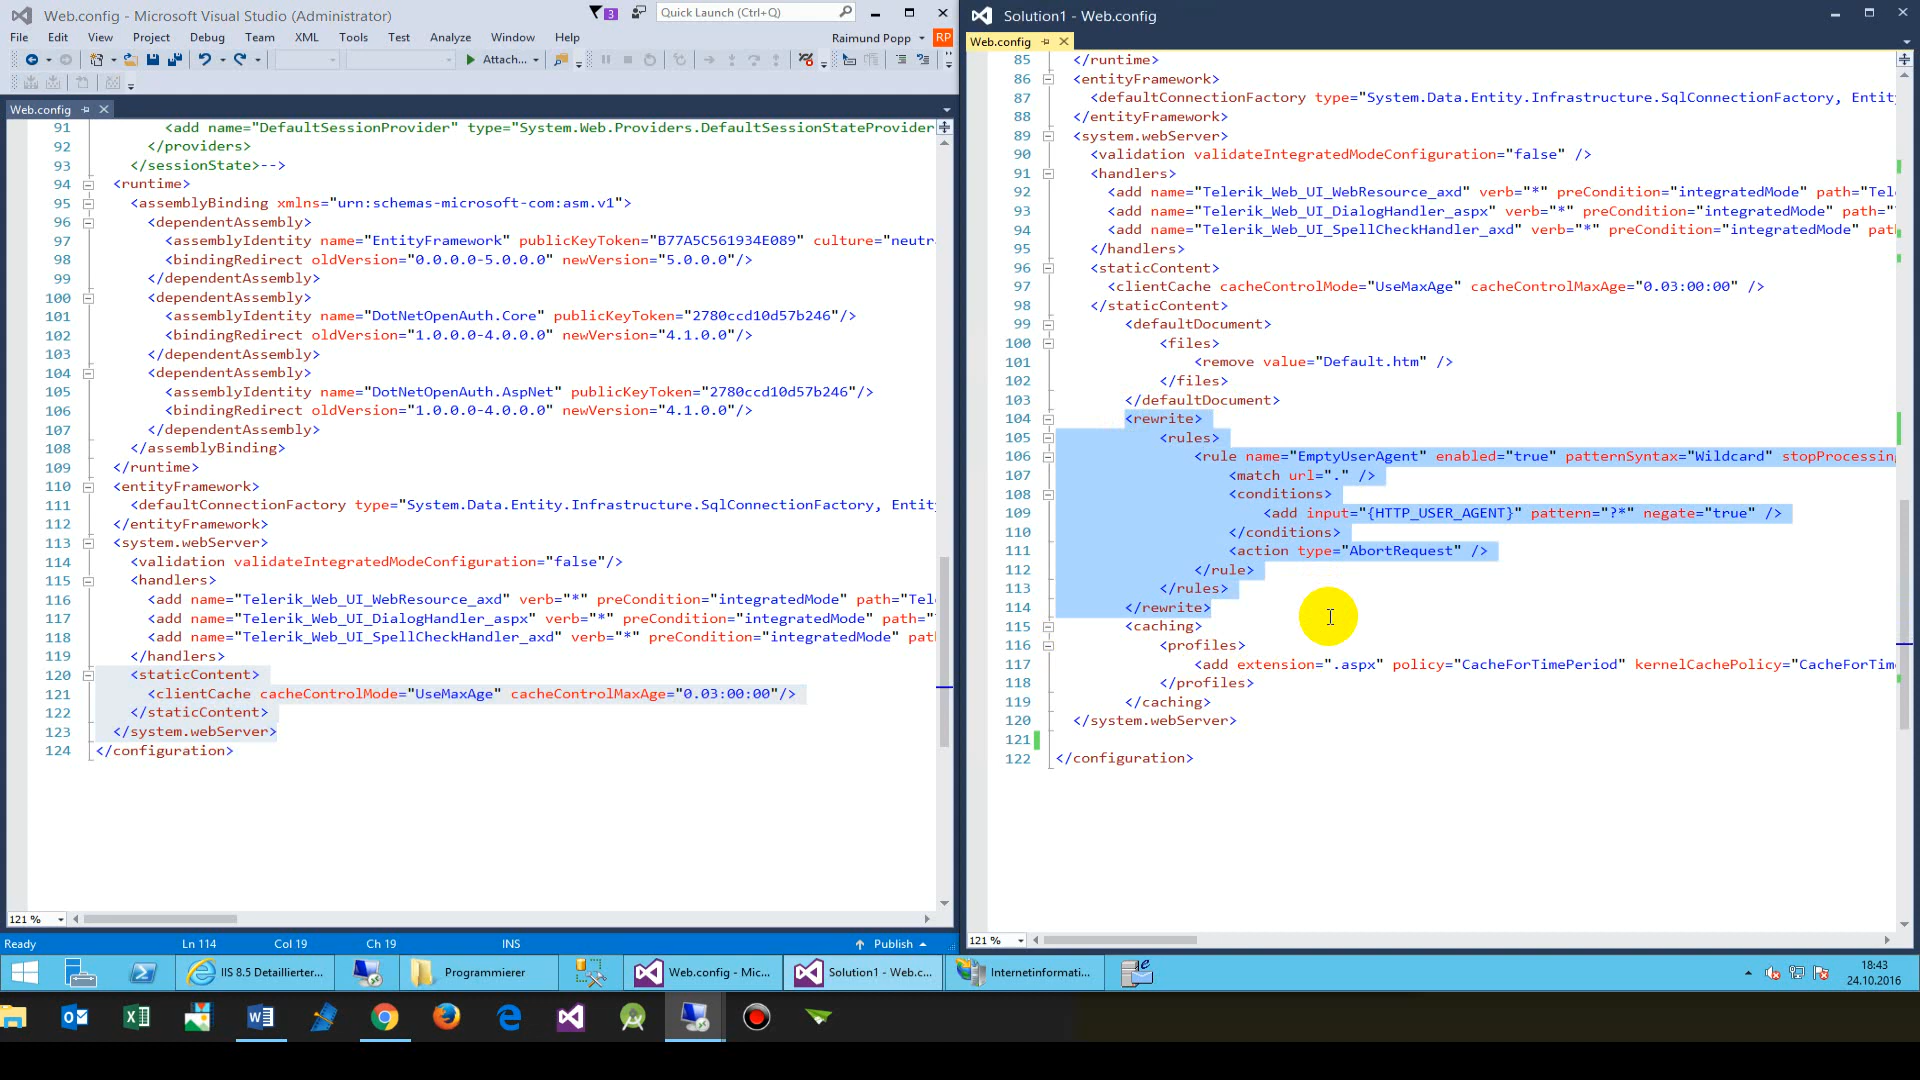 Web.config - Microsoft Visual Studio (Administrator)
3
Quick Launch (Ctrl+Q)
File Edit View Project Debug Team XML Tools Test Analyze Window Help
Raimund Popp
RP
Attach...
Web.config
91 <add name="DefaultSessionProvider" type="System.Web.Providers.DefaultSessionStateProvider
92 </providers>
93 </sessionState>-->
94 <runtime>
95 <assemblyBinding xmlns="urn:schemas-microsoft-com:asm.v1">
96 <dependentAssembly>
97 <assemblyIdentity name="EntityFramework" publicKeyToken="B77A5C561934E089" culture="neutr
98 <bindingRedirect oldVersion="0.0.0.0-5.0.0.0" newVersion="5.0.0.0"/>
99 </dependentAssembly>
100 <dependentAssembly>
101 <assemblyIdentity name="DotNetOpenAuth.Core" publicKeyToken="2780ccd10d57b246"/>
102 <bindingRedirect oldVersion="1.0.0.0-4.0.0.0" newVersion="4.1.0.0"/>
103 </dependentAssembly>
104 <dependentAssembly>
105 <assemblyIdentity name="DotNetOpenAuth.AspNet" publicKeyToken="2780ccd10d57b246"/>
106 <bindingRedirect oldVersion="1.0.0.0-4.0.0.0" newVersion="4.1.0.0"/>
107 </dependentAssembly>
108 </assemblyBinding>
109 </runtime>
110 <entityFramework>
111 <defaultConnectionFactory type="System.Data.Entity.Infrastructure.SqlConnectionFactory, Entit
112 </entityFramework>
113 <system.webServer>
114 <validation validateIntegratedModeConfiguration="false"/>
115 <handlers>
116 <add name="Telerik_Web_UI_WebResource_axd" verb="*" preCondition="integratedMode" path="Tel
117 <add name="Telerik_Web_UI_DialogHandler_aspx" verb="*" preCondition="integratedMode" path=
118 <add name="Telerik_Web_UI_SpellCheckHandler_axd" verb="*" preCondition="integratedMode" pat
119 </handlers>
120 <staticContent>
121 <clientCache cacheControlMode="UseMaxAge" cacheControlMaxAge="0.03:00:00"/>
122 </staticContent>
123 </system.webServer>
124 </configuration>
121 %
Ready Ln 114 Col 19 Ch 19 INS Publish
Solution1 - Web.config
Web.config
85 </runtime>
86 <entityFramework>
87 <defaultConnectionFactory type="System.Data.Entity.Infrastructure.SqlConnectionFactory, Entit
88 </entityFramework>
89 <system.webServer>
90 <validation validateIntegratedModeConfiguration="false" />
91 <handlers>
92 <add name="Telerik_Web_UI_WebResource_axd" verb="*" preCondition="integratedMode" path="Tel
93 <add name="Telerik_Web_UI_DialogHandler_aspx" verb="*" preCondition="integratedMode" path=
94 <add name="Telerik_Web_UI_SpellCheckHandler_axd" verb="*" preCondition="integratedMode" pat
95 </handlers>
96 <staticContent>
97 <clientCache cacheControlMode="UseMaxAge" cacheControlMaxAge="0.03:00:00" />
98 </staticContent>
99 <defaultDocument>
100 <files>
101 <remove value="Default.htm" />
102 </files>
103 </defaultDocument>
104 <rewrite>
105 <rules>
106 <rule name="EmptyUserAgent" enabled="true" patternSyntax="Wildcard" stopProcessing
107 <match url="." />
108 <conditions>
109 <add input="{HTTP_USER_AGENT}" pattern="?*" negate="true" />
110 </conditions>
111 <action type="AbortRequest" />
112 </rule>
113 </rules>
114 </rewrite>
115 <caching>
116 <profiles>
117 <add extension=".aspx" policy="CacheForTimePeriod" kernelCachePolicy="CacheForTim
118 </profiles>
119 </caching>
120 </system.webServer>
121
122 </configuration>
121 %
IIS 8.5 Detaillierter... Programmierer Web.config - Mic... Solution1 - Web.c... Internetinformati...
18:43
24.10.2016